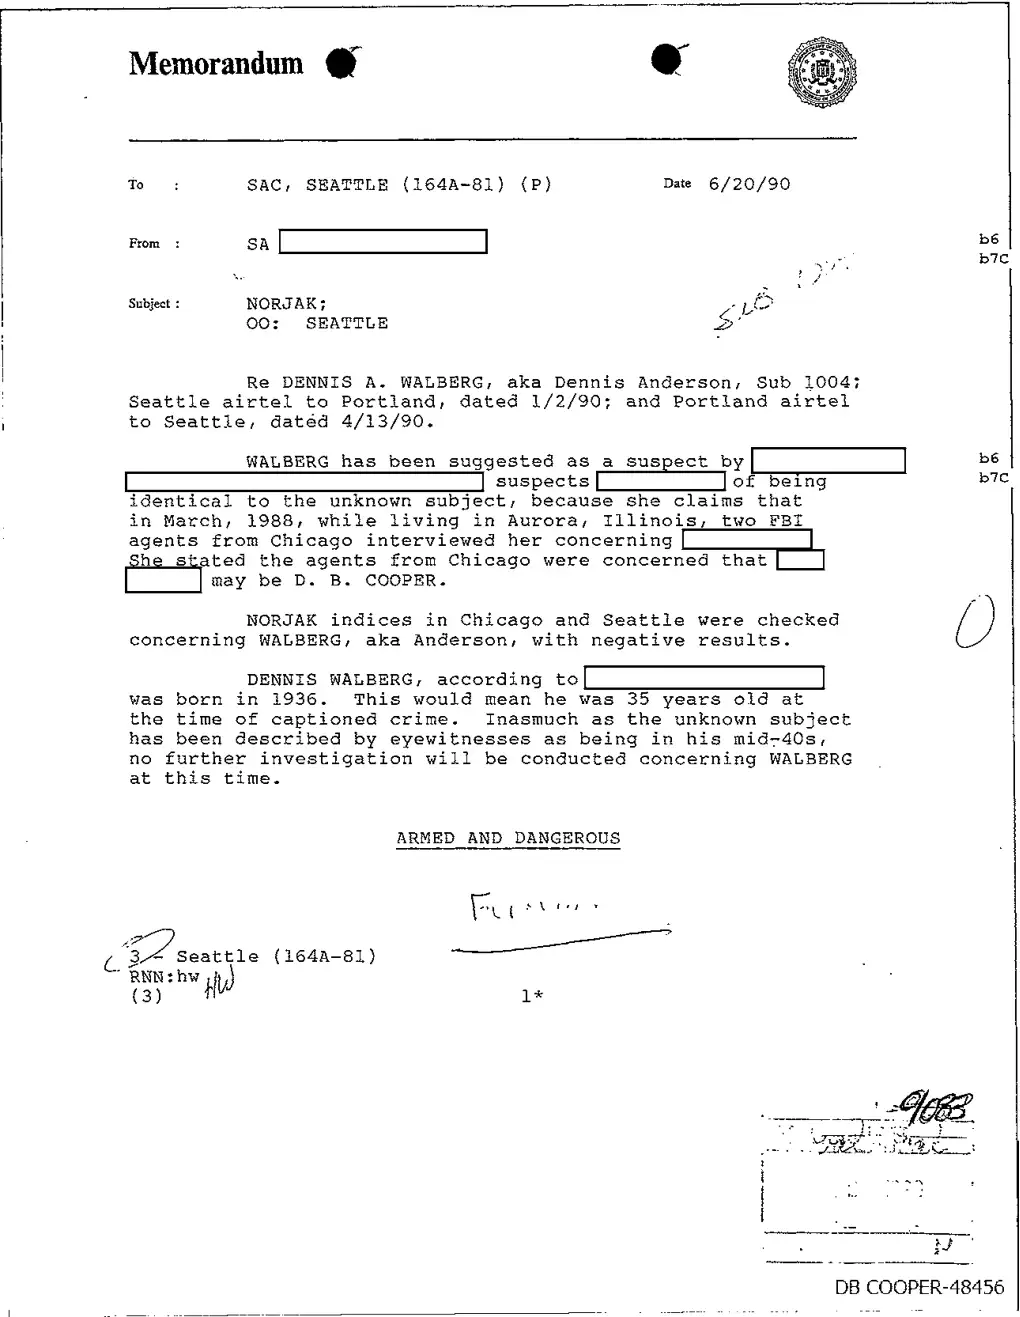 Memorandum
To : SAC, SEATTLE (164A-81) (P) Date 6/20/90
From : SA b6
b7C
Subject : NORJAK;
OO: SEATTLE
Re DENNIS A. WALBERG, aka Dennis Anderson, Sub 1004;
Seattle airtel to Portland, dated 1/2/90; and Portland airtel
to Seattle, dated 4/13/90.
WALBERG has been suggested as a suspect by b6
suspects of being b7C
identical to the unknown subject, because she claims that
in March, 1988, while living in Aurora, Illinois, two FBI
agents from Chicago interviewed her concerning
She stated the agents from Chicago were concerned that
may be D. B. COOPER.
NORJAK indices in Chicago and Seattle were checked
concerning WALBERG, aka Anderson, with negative results.
DENNIS WALBERG, according to
was born in 1936. This would mean he was 35 years old at
the time of captioned crime. Inasmuch as the unknown subject
has been described by eyewitnesses as being in his mid-40s,
no further investigation will be conducted concerning WALBERG
at this time.
ARMED AND DANGEROUS
3 - Seattle (164A-81)
RNN:hw HW
(3) 1*
-9083
DB COOPER-48456